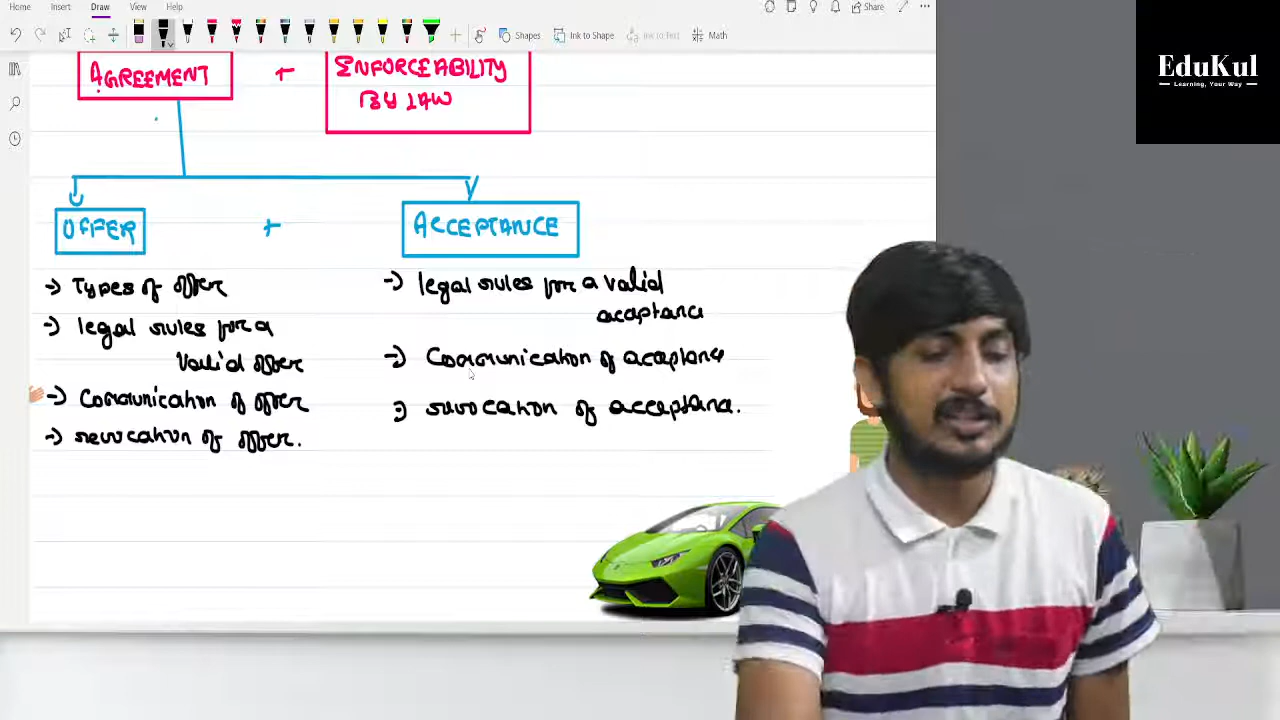 Home Insert Draw View Help Share
Shapes Ink to Shape Ink to Text Math
EduKul
Learning, Your Way
AGREEMENT + ENFORCEABILITY
BY LAW
OFFER + ACCEPTANCE
-> Types of offer
-> legal rules for a
Valid offer
-> Communication of offer
-> revocation of offer.
-> legal rules for a valid
acceptance
-> Communication of acceptance
-> revocation of acceptance.